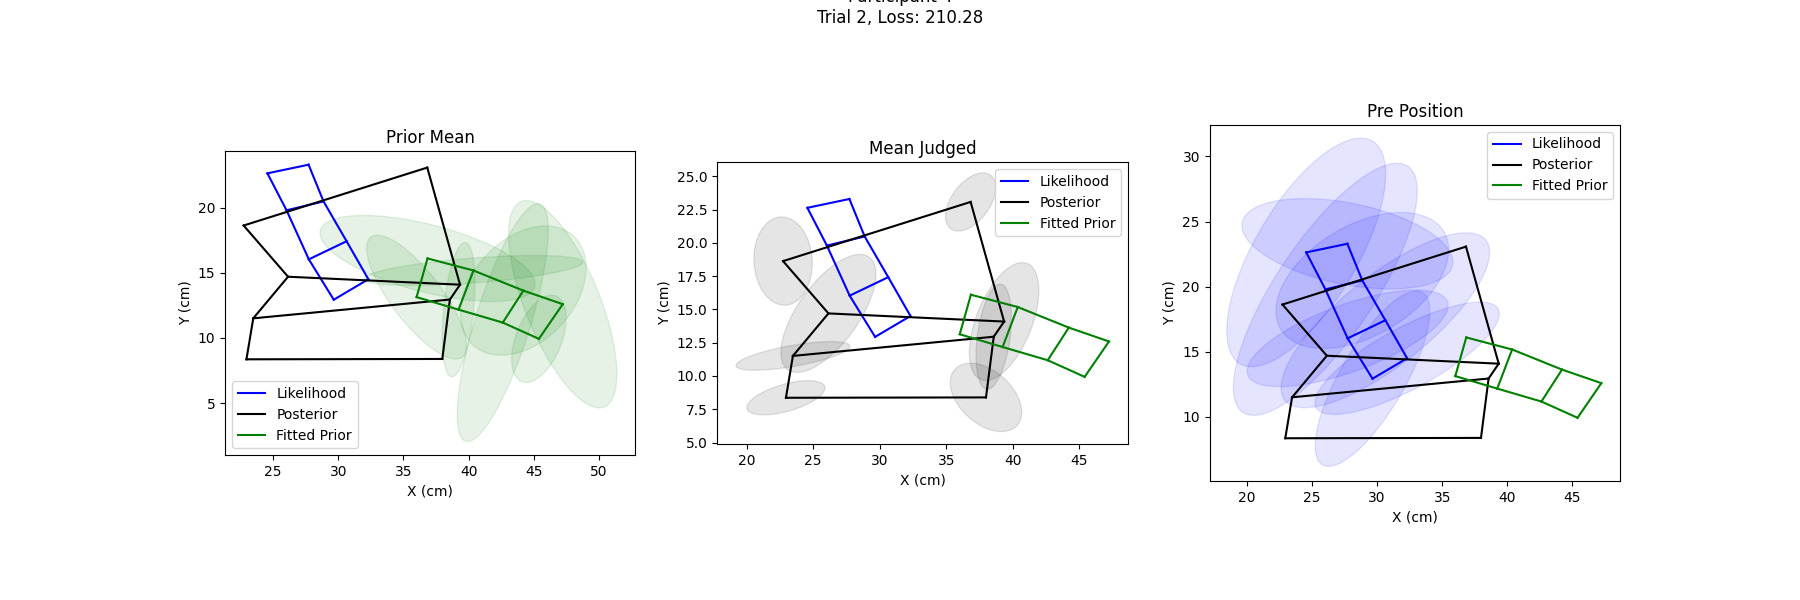 Trial 2, Loss: 210.28
Prior Mean
20
15
10
5
Y (cm)
Likelihood
Posterior
Fitted Prior
25
30
35
40
45
50
X (cm)
Mean Judged
25.0
22.5
20.0
17.5
15.0
12.5
10.0
7.5
5.0
Y (cm)
Likelihood
Posterior
Fitted Prior
20
25
30
35
40
45
X (cm)
Pre Position
30
25
20
15
10
Y (cm)
Likelihood
Posterior
Fitted Prior
20
25
30
35
40
45
X (cm)